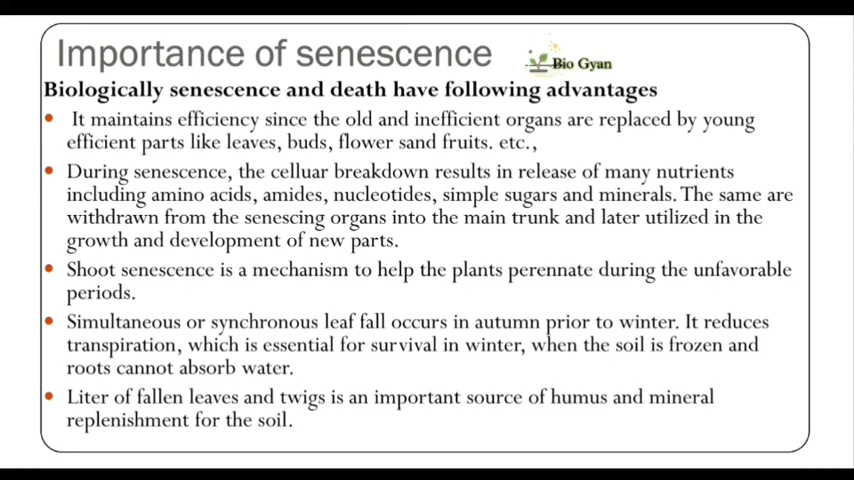 Importance of senescence
Bio Gyan
Biologically senescence and death have following advantages
• It maintains efficiency since the old and inefficient organs are replaced by young
efficient parts like leaves, buds, flower sand fruits. etc.,
• During senescence, the celluar breakdown results in release of many nutrients
including amino acids, amides, nucleotides, simple sugars and minerals. The same are
withdrawn from the senescing organs into the main trunk and later utilized in the
growth and development of new parts.
• Shoot senescence is a mechanism to help the plants perennate during the unfavorable
periods.
• Simultaneous or synchronous leaf fall occurs in autumn prior to winter. It reduces
transpiration, which is essential for survival in winter, when the soil is frozen and
roots cannot absorb water.
• Liter of fallen leaves and twigs is an important source of humus and mineral
replenishment for the soil.